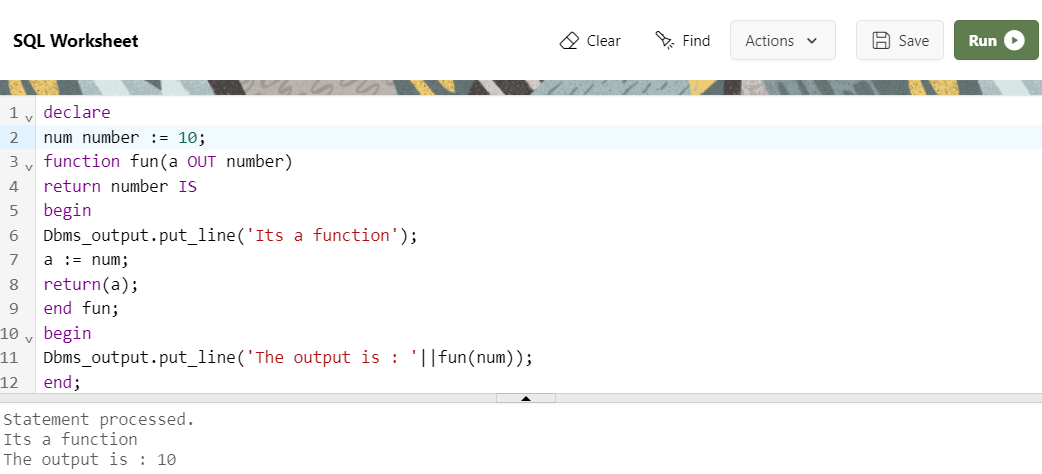 SQL Worksheet Clear Find Actions Save Run
1 declare
2 num number := 10;
3 function fun(a OUT number)
4 return number IS
5 begin
6 Dbms_output.put_line('Its a function');
7 a := num;
8 return(a);
9 end fun;
10 begin
11 Dbms_output.put_line('The output is : '||fun(num));
12 end;
Statement processed.
Its a function
The output is : 10